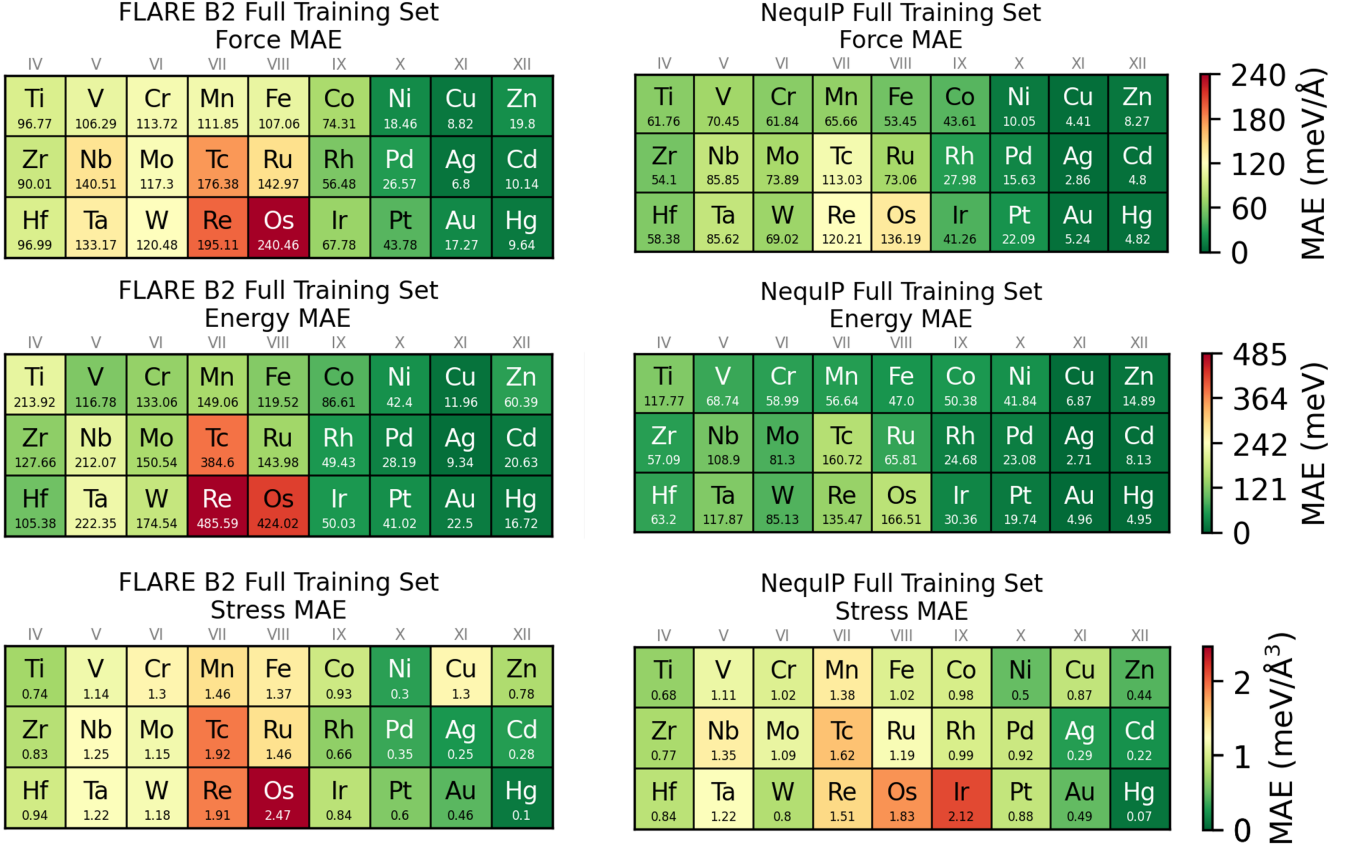 FLARE B2 Full Training Set
Force MAE
IV V VI VII VIII IX X XI XII
Ti V Cr Mn Fe Co Ni Cu Zn
96.77 106.29 113.72 111.85 107.06 74.31 18.46 8.82 19.8
Zr Nb Mo Tc Ru Rh Pd Ag Cd
90.01 140.51 117.3 176.38 142.97 56.48 26.57 6.8 10.14
Hf Ta W Re Os Ir Pt Au Hg
96.99 133.17 120.48 195.11 240.46 67.78 43.78 17.27 9.64
NequIP Full Training Set
Force MAE
IV V VI VII VIII IX X XI XII
Ti V Cr Mn Fe Co Ni Cu Zn
61.76 70.45 61.84 65.66 53.45 43.61 10.05 4.41 8.27
Zr Nb Mo Tc Ru Rh Pd Ag Cd
54.1 85.85 73.89 113.03 73.06 27.98 15.63 2.86 4.8
Hf Ta W Re Os Ir Pt Au Hg
58.38 85.62 69.02 120.21 136.19 41.26 22.09 5.24 4.82
240
180
120
60
0
MAE (meV/Å)
FLARE B2 Full Training Set
Energy MAE
IV V VI VII VIII IX X XI XII
Ti V Cr Mn Fe Co Ni Cu Zn
213.92 116.78 133.06 149.06 119.52 86.61 42.4 11.96 60.39
Zr Nb Mo Tc Ru Rh Pd Ag Cd
127.66 212.07 150.54 384.6 143.98 49.43 28.19 9.34 20.63
Hf Ta W Re Os Ir Pt Au Hg
105.38 222.35 174.54 485.59 424.02 50.03 41.02 22.5 16.72
NequIP Full Training Set
Energy MAE
IV V VI VII VIII IX X XI XII
Ti V Cr Mn Fe Co Ni Cu Zn
117.77 68.74 58.99 56.64 47.0 50.38 41.84 6.87 14.89
Zr Nb Mo Tc Ru Rh Pd Ag Cd
57.09 108.9 81.3 160.72 65.81 24.68 23.08 2.71 8.13
Hf Ta W Re Os Ir Pt Au Hg
63.2 117.87 85.13 135.47 166.51 30.36 19.74 4.96 4.95
485
364
242
121
0
MAE (meV)
FLARE B2 Full Training Set
Stress MAE
IV V VI VII VIII IX X XI XII
Ti V Cr Mn Fe Co Ni Cu Zn
0.74 1.14 1.3 1.46 1.37 0.93 0.3 1.3 0.78
Zr Nb Mo Tc Ru Rh Pd Ag Cd
0.83 1.25 1.15 1.92 1.46 0.66 0.35 0.25 0.28
Hf Ta W Re Os Ir Pt Au Hg
0.94 1.22 1.18 1.91 2.47 0.84 0.6 0.46 0.1
NequIP Full Training Set
Stress MAE
IV V VI VII VIII IX X XI XII
Ti V Cr Mn Fe Co Ni Cu Zn
0.68 1.11 1.02 1.38 1.02 0.98 0.5 0.87 0.44
Zr Nb Mo Tc Ru Rh Pd Ag Cd
0.77 1.35 1.09 1.62 1.19 0.99 0.92 0.29 0.22
Hf Ta W Re Os Ir Pt Au Hg
0.84 1.22 0.8 1.51 1.83 2.12 0.88 0.49 0.07
2
1
0
MAE (meV/Å³)